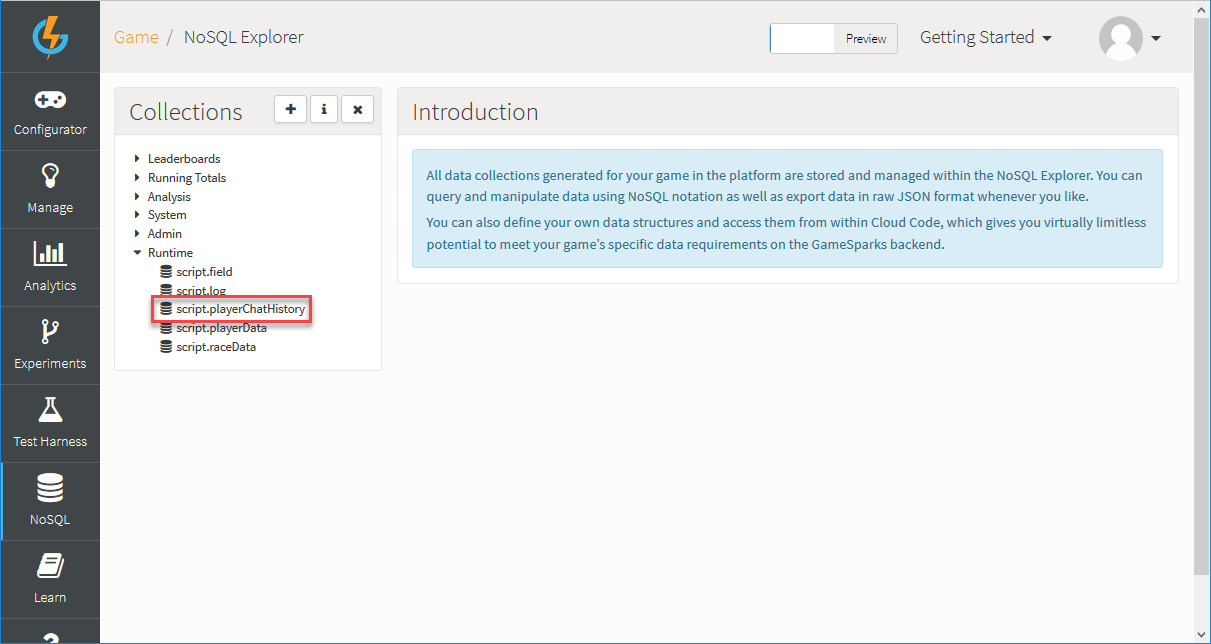 Game / NoSQL Explorer
Preview
Getting Started
Configurator
Manage
Analytics
Experiments
Test Harness
NoSQL
Learn
Collections
Leaderboards
Running Totals
Analysis
System
Admin
Runtime
script.field
script.log
script.playerChatHistory
script.playerData
script.raceData
Introduction
All data collections generated for your game in the platform are stored and managed within the NoSQL Explorer. You can
query and manipulate data using NoSQL notation as well as export data in raw JSON format whenever you like.
You can also define your own data structures and access them from within Cloud Code, which gives you virtually limitless
potential to meet your game’s specific data requirements on the GameSparks backend.